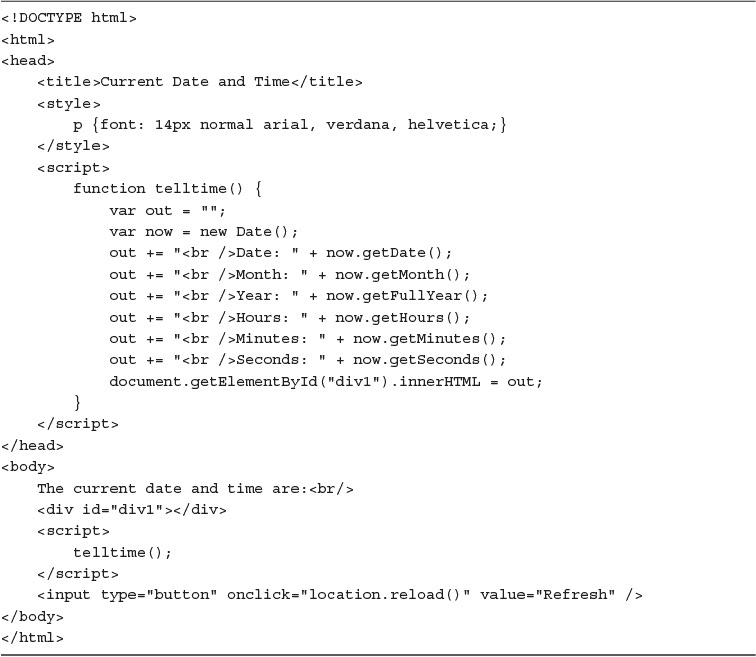 <!DOCTYPE html>
<html>
<head>
    <title>Current Date and Time</title>
    <style>
        p {font: 14px normal arial, verdana, helvetica;}
    </style>
    <script>
        function telltime() {
            var out = "";
            var now = new Date();
            out += "<br />Date: " + now.getDate();
            out += "<br />Month: " + now.getMonth();
            out += "<br />Year: " + now.getFullYear();
            out += "<br />Hours: " + now.getHours();
            out += "<br />Minutes: " + now.getMinutes();
            out += "<br />Seconds: " + now.getSeconds();
            document.getElementById("div1").innerHTML = out;
        }
    </script>
</head>
<body>
    The current date and time are:<br/>
    <div id="div1"></div>
    <script>
        telltime();
    </script>
    <input type="button" onclick="location.reload()" value="Refresh" />
</body>
</html>